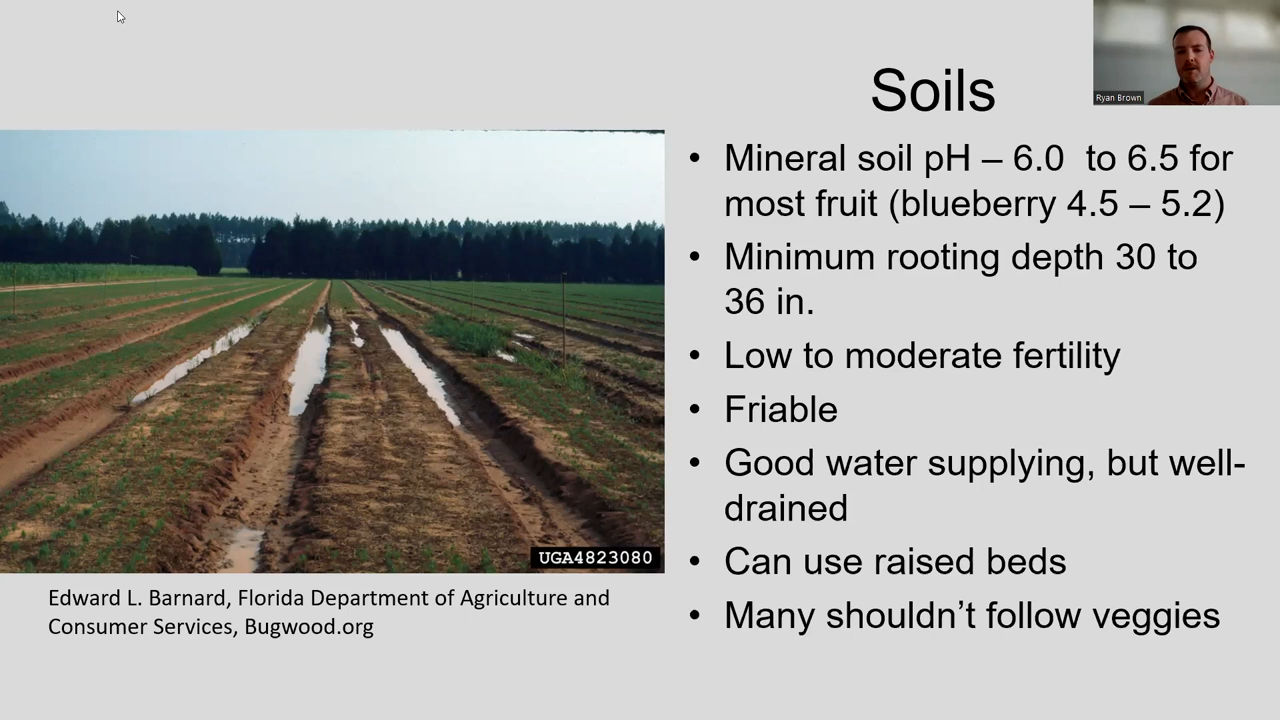 Soils
Ryan Brown
• Mineral soil pH – 6.0 to 6.5 for
most fruit (blueberry 4.5 – 5.2)
• Minimum rooting depth 30 to
36 in.
• Low to moderate fertility
• Friable
• Good water supplying, but well-
drained
• Can use raised beds
• Many shouldn’t follow veggies
UGA4823080
Edward L. Barnard, Florida Department of Agriculture and
Consumer Services, Bugwood.org